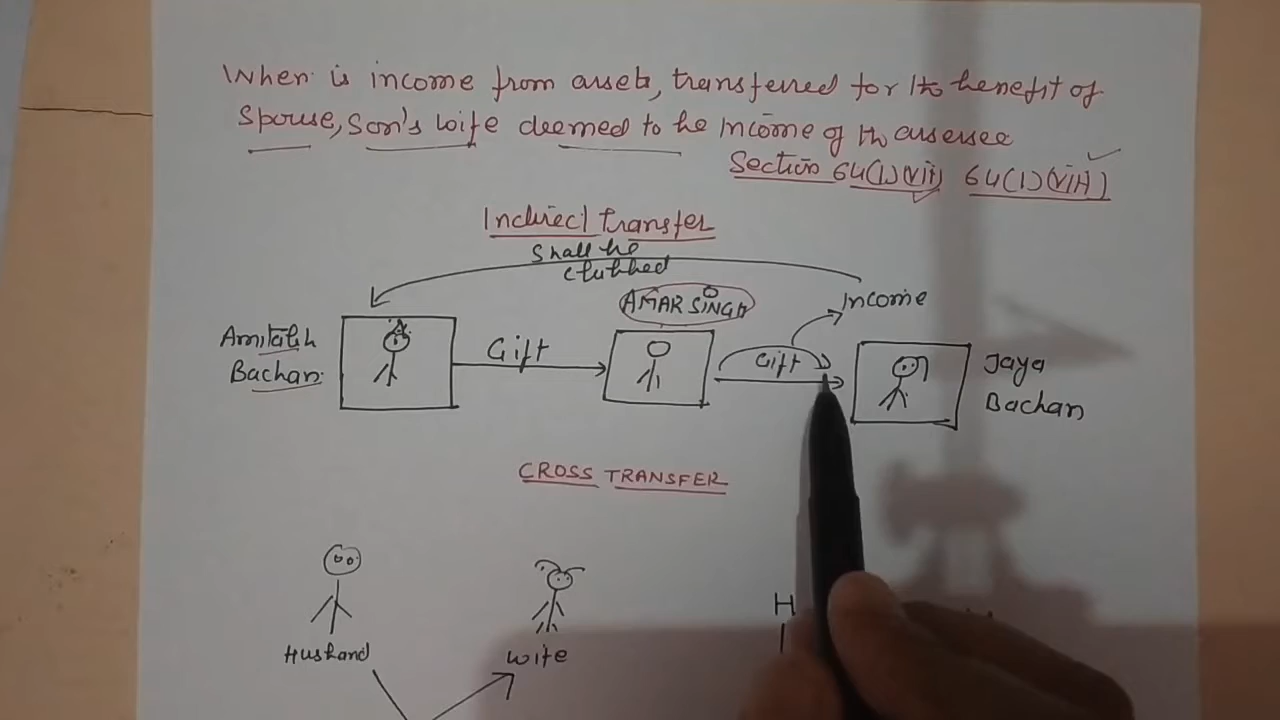 When is income from assets, transferred for the benefit of
Spouse, Son's wife deemed to be Income of the assessee
Section 64(1)(vii) 64(1)(viii)
Indirect transfer
Shall be
clubbed
AMAR SINGH
Income
Amitabh
Bachan
Gift
Gift
Jaya
Bachan
CROSS TRANSFER
H
Husband
wife